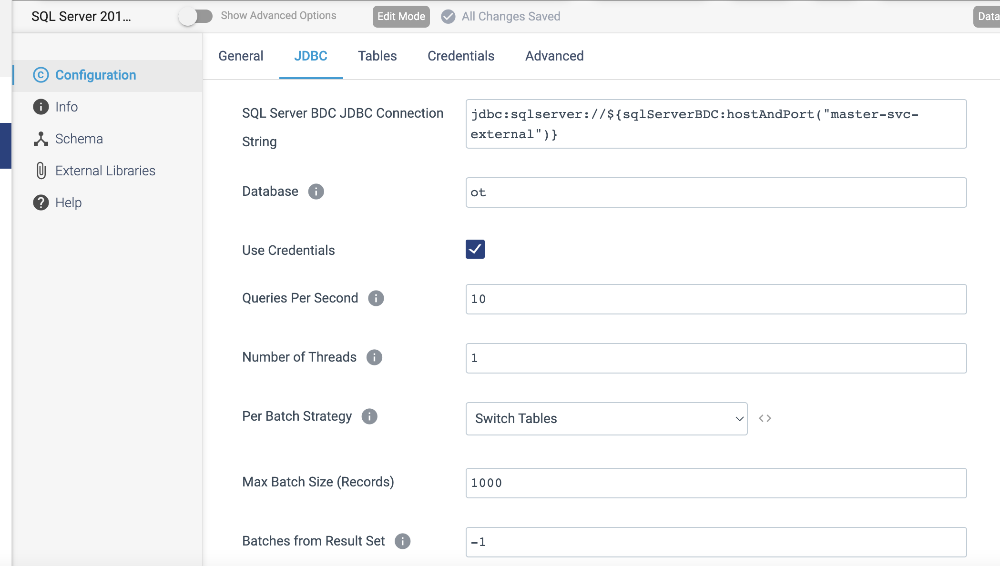 SQL Server 201...
Show Advanced Options
Edit Mode
All Changes Saved
Data
Configuration
Info
Schema
External Libraries
Help
General
JDBC
Tables
Credentials
Advanced
SQL Server BDC JDBC Connection
String
jdbc:sqlserver://${sqlServerBDC:hostAndPort("master-svc-
external")}
Database
ot
Use Credentials
Queries Per Second
10
Number of Threads
1
Per Batch Strategy
Switch Tables
Max Batch Size (Records)
1000
Batches from Result Set
-1